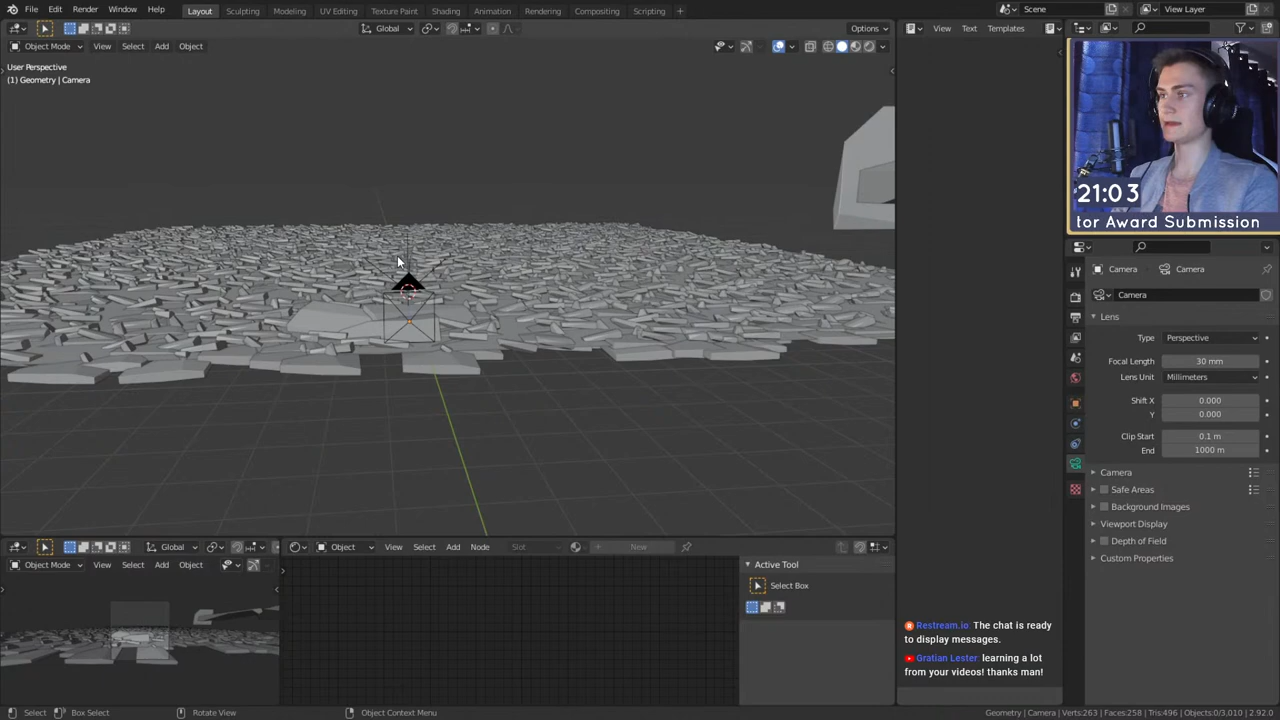 File Edit Render Window Help Layout Sculpting Modeling UV Editing Texture Paint Shading Animation Rendering Compositing Scripting + Scene View Layer
Global Options View Text Templates
Object Mode View Select Add Object
User Perspective
(1) Geometry | Camera
21:03
tor Award Submission
Camera Camera
Camera
Lens
Type Perspective
Focal Length 30 mm
Lens Unit Millimeters
Shift X 0.000
Y 0.000
Clip Start 0.1 m
End 1000 m
Camera
Safe Areas
Background Images
Viewport Display
Depth of Field
Custom Properties
Global Object View Select Add Node Slot New
Object Mode View Select Add Object
Active Tool
Select Box
Restream.io The chat is ready
to display messages.
Gratian Lester learning a lot
from your videos! thanks man!
Select Box Select Rotate View Object Context Menu Geometry | Camera | Verts:263 | Faces:258 | Tris:496 | Objects:0/3,010 | 2.92.0